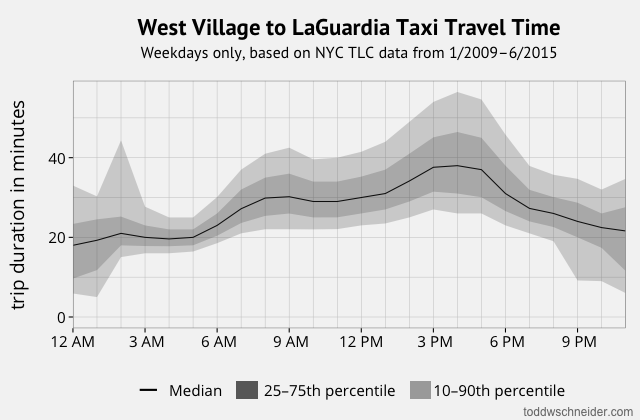 West Village to LaGuardia Taxi Travel Time
Weekdays only, based on NYC TLC data from 1/2009–6/2015
trip duration in minutes
40
20
0
12 AM 3 AM 6 AM 9 AM 12 PM 3 PM 6 PM 9 PM
Median 25–75th percentile 10–90th percentile
toddwschneider.com